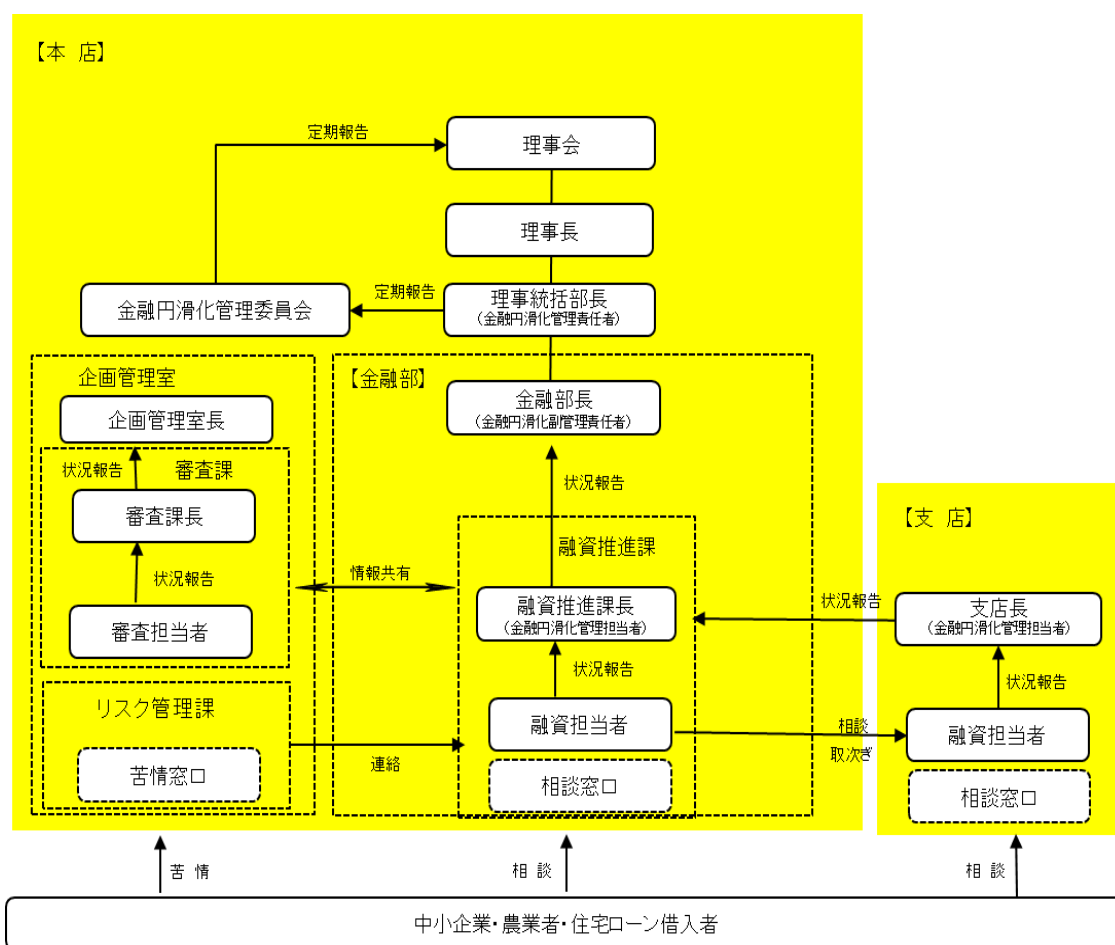 【本 店】
定期報告
理事会
理事長
定期報告
金融円滑化管理委員会
理事統括部長
（金融円滑化管理責任者）
企画管理室
【金融部】
企画管理室長
金融部長
（金融円滑化副管理責任者）
状況報告
審査課
状況報告
審査課長
【支 店】
融資推進課
状況報告
情報共有
融資推進課長
（金融円滑化管理担当者）
状況報告
支店長
（金融円滑化管理担当者）
審査担当者
状況報告
状況報告
リスク管理課
融資担当者
相談
取次ぎ
融資担当者
連絡
苦情窓口
相談窓口
相談窓口
苦 情
相 談
相 談
中小企業・農業者・住宅ローン借入者